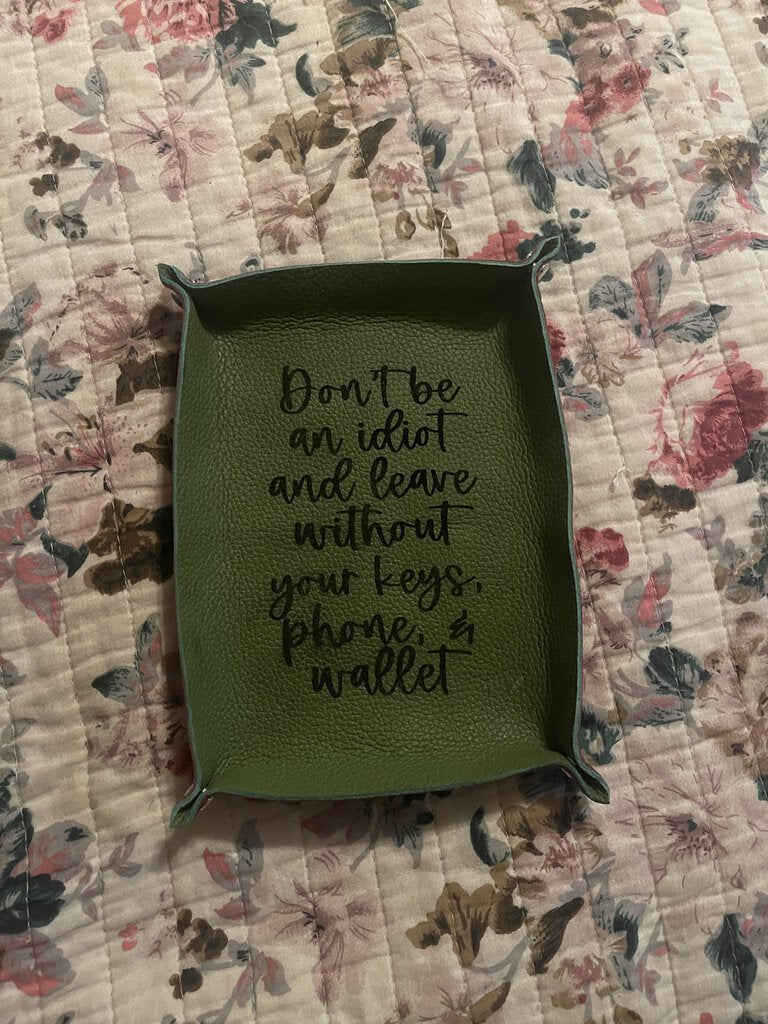 Don't be
an idiot
and leave
without
your keys,
phone, &
wallet